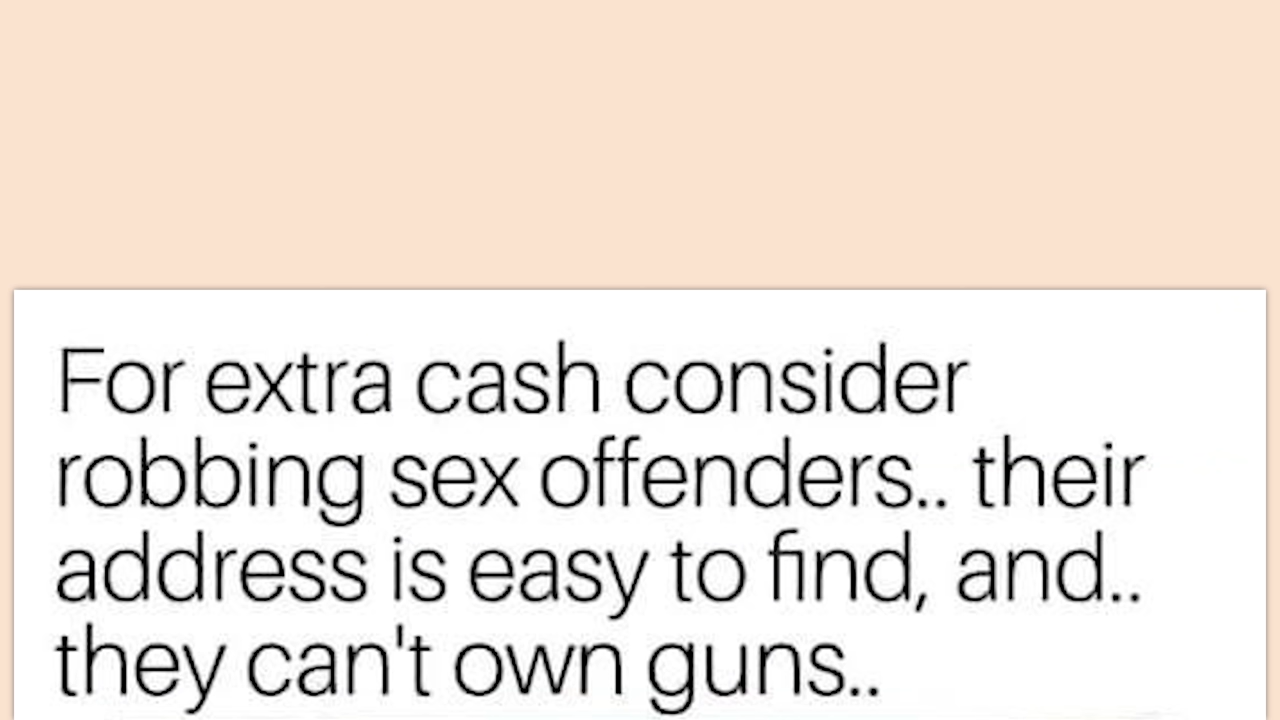 For extra cash consider
robbing sex offenders.. their
address is easy to find, and..
they can't own guns..